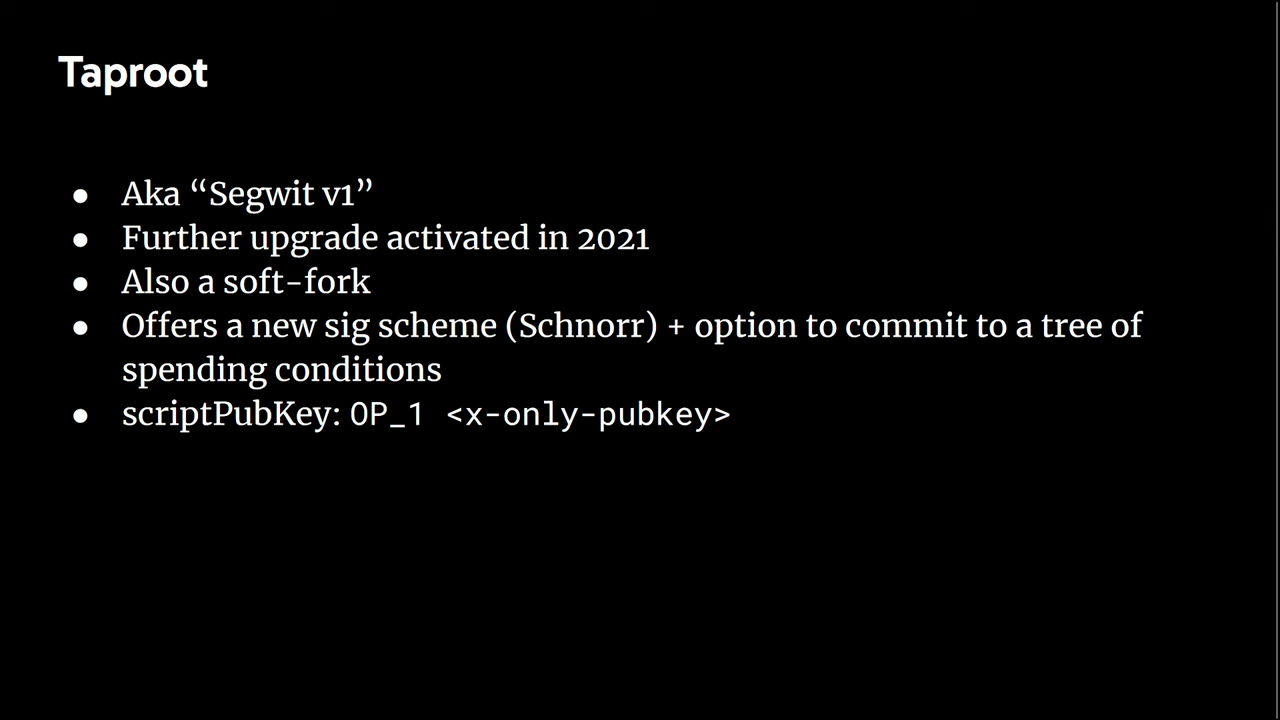 Taproot
● Aka “Segwit v1”
● Further upgrade activated in 2021
● Also a soft-fork
● Offers a new sig scheme (Schnorr) + option to commit to a tree of
spending conditions
● scriptPubKey: OP_1 <x-only-pubkey>